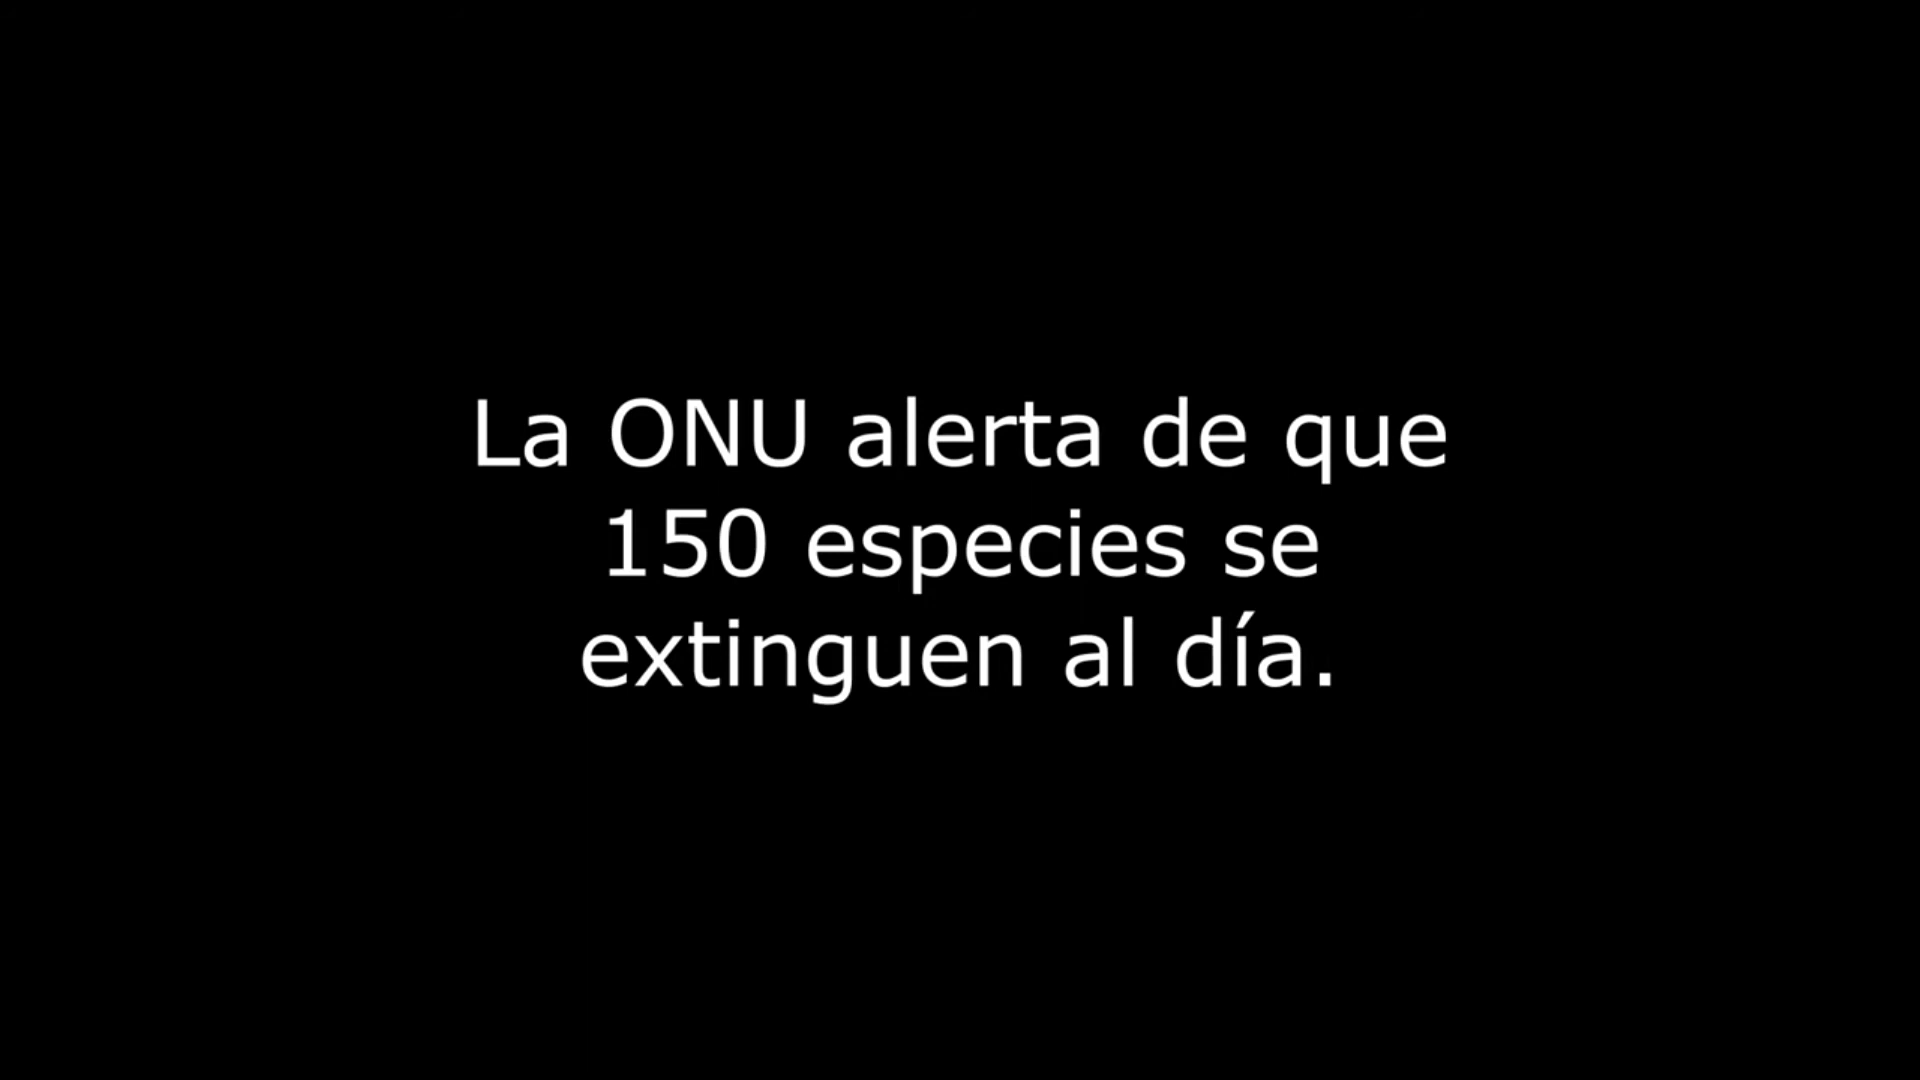 La ONU alerta de que
150 especies se
extinguen al día.